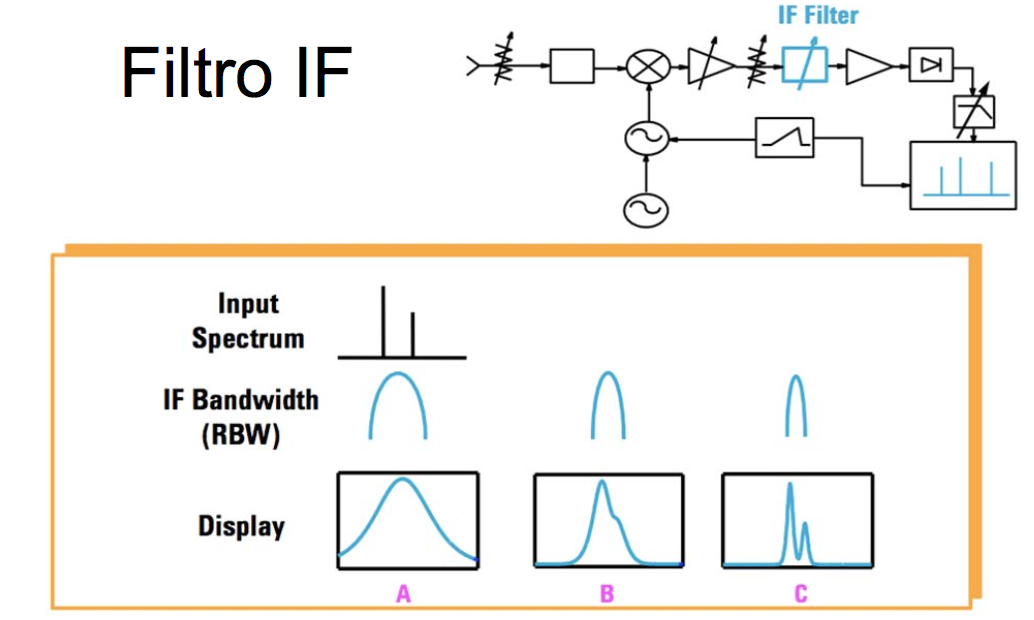 IF Filter
Filtro IF
Input
Spectrum
IF Bandwidth
(RBW)
Display
A B C